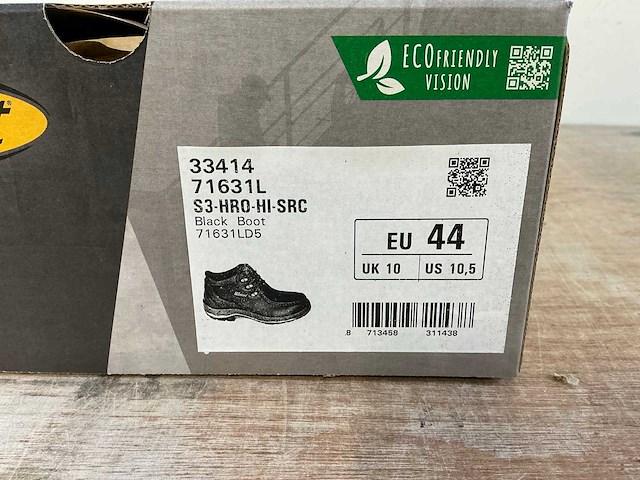 ECOFRIENDLY
VISION
33414
71631L
S3-HRO-HI-SRC
Black Boot
71631LD5
EU 44
UK 10 US 10,5
8 713458 311438